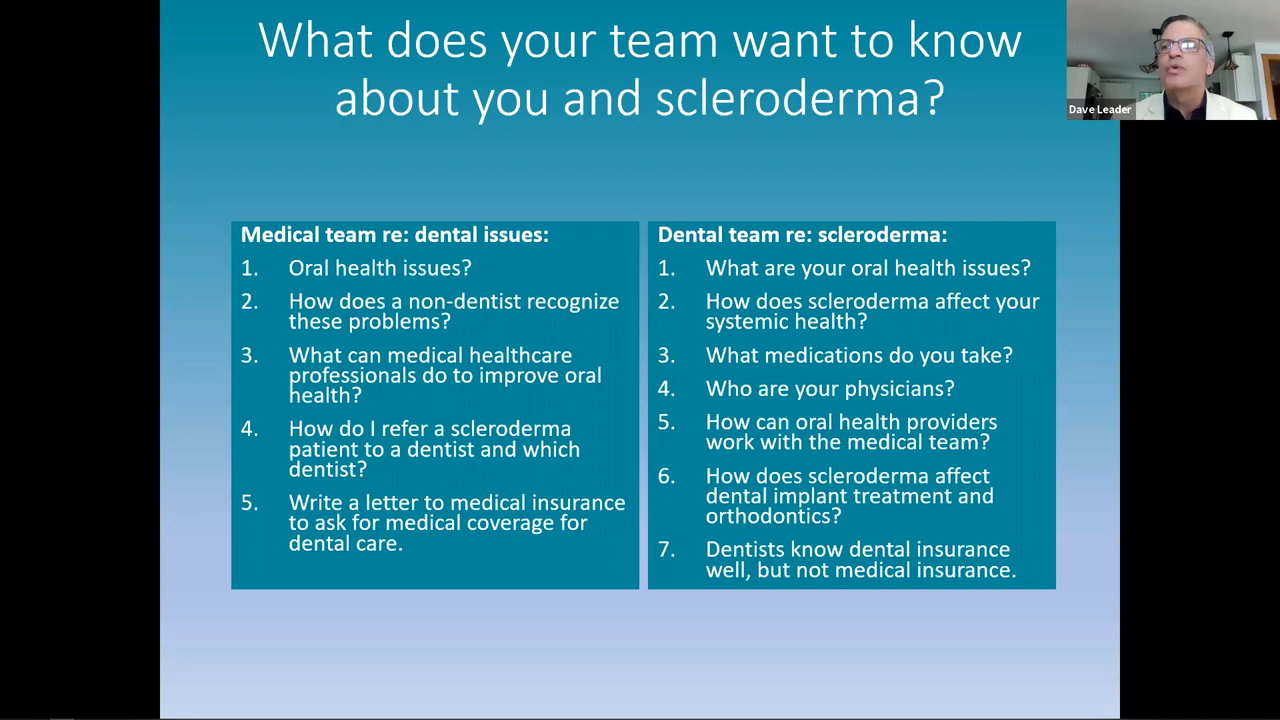 What does your team want to know
about you and scleroderma?
Dave Leader
Medical team re: dental issues:
1. Oral health issues?
2. How does a non-dentist recognize
these problems?
3. What can medical healthcare
professionals do to improve oral
health?
4. How do I refer a scleroderma
patient to a dentist and which
dentist?
5. Write a letter to medical insurance
to ask for medical coverage for
dental care.
Dental team re: scleroderma:
1. What are your oral health issues?
2. How does scleroderma affect your
systemic health?
3. What medications do you take?
4. Who are your physicians?
5. How can oral health providers
work with the medical team?
6. How does scleroderma affect
dental implant treatment and
orthodontics?
7. Dentists know dental insurance
well, but not medical insurance.